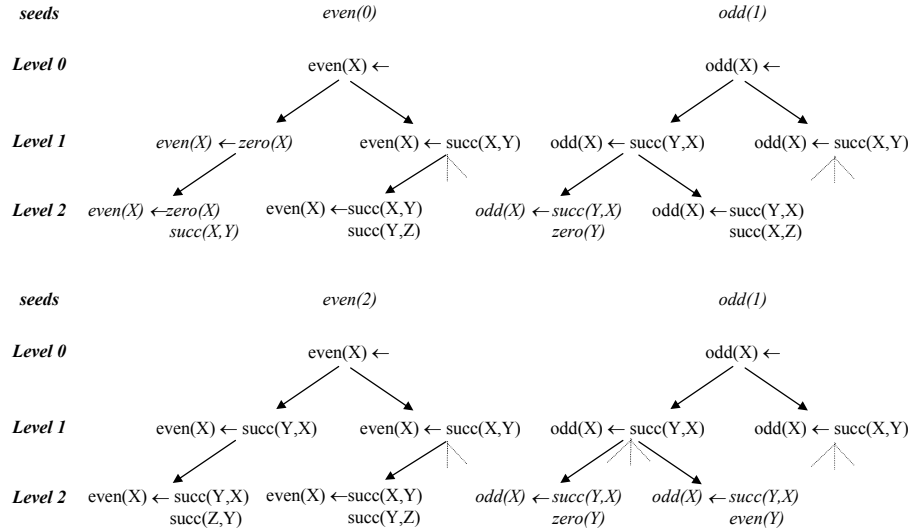 seeds even(0) odd(1)
Level 0 even(X) ← odd(X) ←
Level 1 even(X) ← zero(X) even(X) ← succ(X,Y) odd(X) ← succ(Y,X) odd(X) ← succ(X,Y)
Level 2 even(X) ←zero(X) even(X) ←succ(X,Y) odd(X) ←succ(Y,X) odd(X) ←succ(Y,X)
succ(X,Y) succ(Y,Z) zero(Y) succ(X,Z)
seeds even(2) odd(1)
Level 0 even(X) ← odd(X) ←
Level 1 even(X) ← succ(Y,X) even(X) ← succ(X,Y) odd(X) ← succ(Y,X) odd(X) ← succ(X,Y)
Level 2 even(X) ← succ(Y,X) even(X) ←succ(X,Y) odd(X) ←succ(Y,X) odd(X) ←succ(Y,X)
succ(Z,Y) succ(Y,Z) zero(Y) even(Y)